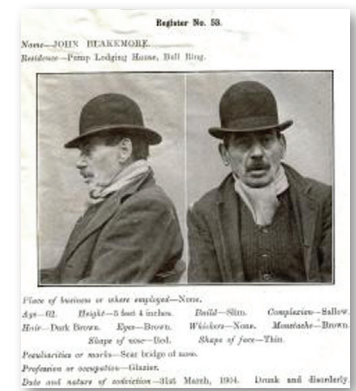 Register No. 53.
Name—JOHN BLAKEMORE.
Residence—Pump Lodging House, Bull Ring.
Place of business or where employed—None.
Age—62. Height—5 feet 4 inches. Build—Slim. Complexion—Sallow.
Hair—Dark Brown. Eyes—Brown. Whiskers—None. Moustache—Brown.
Shape of nose—Bed. Shape of face—Thin.
Peculiarities or marks—Scar bridge of nose.
Profession or occupation—Glazier.
Date and nature of conviction—31st March, 1904. Drunk and disorderly